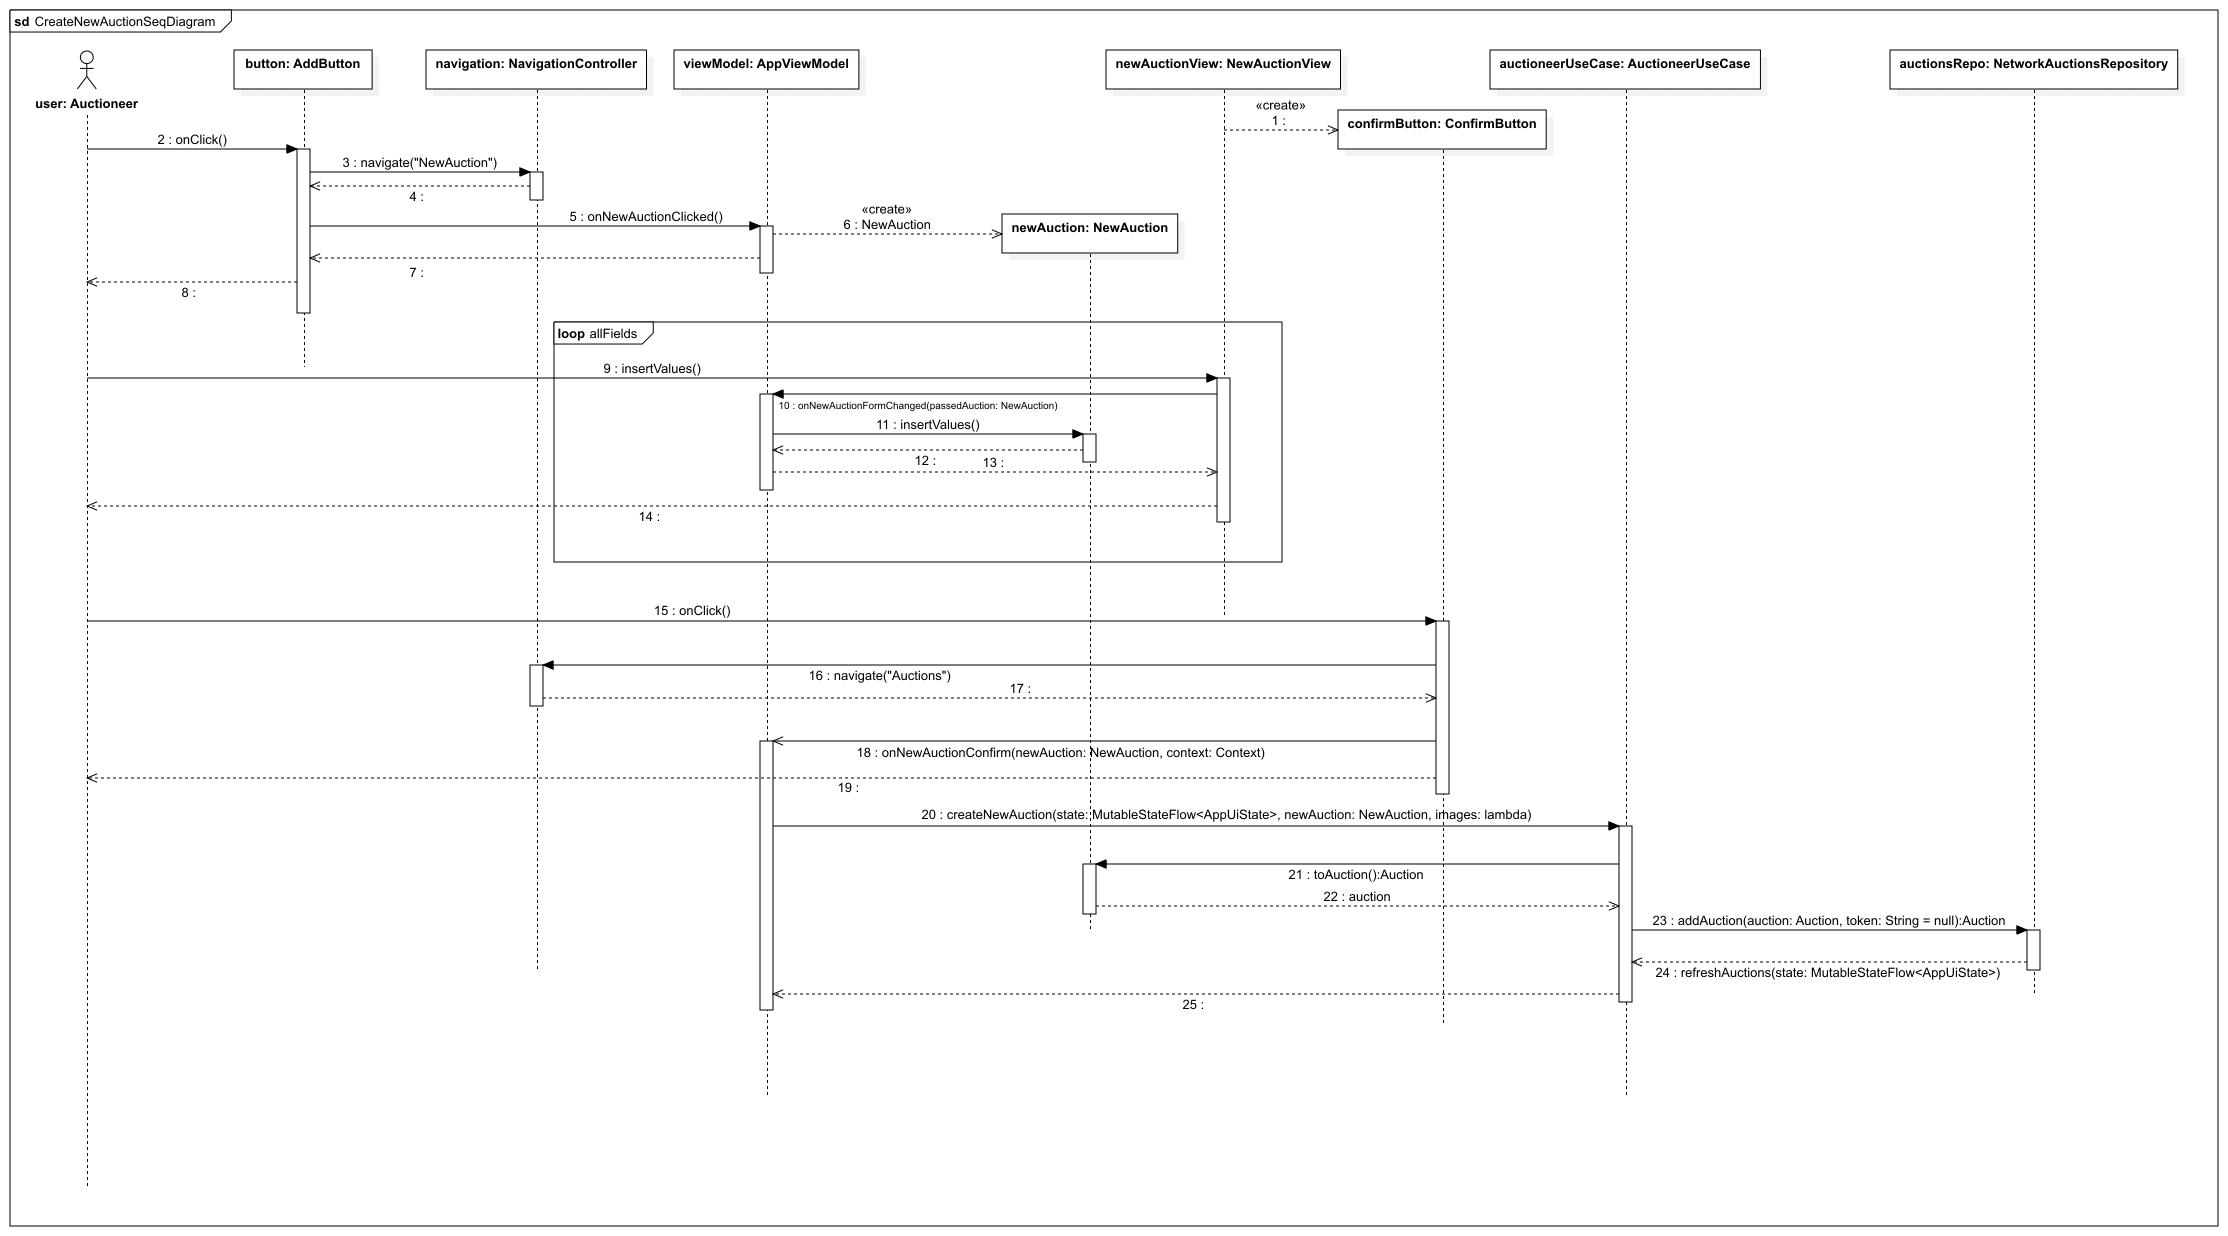 sd CreateNewAuctionSeqDiagram
user: Auctioneer
button: AddButton
navigation: NavigationController
viewModel: AppViewModel
newAuctionView: NewAuctionView
auctioneerUseCase: AuctioneerUseCase
auctionsRepo: NetworkAuctionsRepository
«create»
1 :
confirmButton: ConfirmButton
2 : onClick()
3 : navigate("NewAuction")
4 :
5 : onNewAuctionClicked()
«create»
6 : NewAuction
newAuction: NewAuction
7 :
8 :
loop allFields
9 : insertValues()
10 : onNewAuctionFormChanged(passedAuction: NewAuction)
11 : insertValues()
12 :
13 :
14 :
15 : onClick()
16 : navigate("Auctions")
17 :
18 : onNewAuctionConfirm(newAuction: NewAuction, context: Context)
19 :
20 : createNewAuction(state: MutableStateFlow<AppUiState>, newAuction: NewAuction, images: lambda)
21 : toAuction():Auction
22 : auction
23 : addAuction(auction: Auction, token: String = null):Auction
24 : refreshAuctions(state: MutableStateFlow<AppUiState>)
25 :